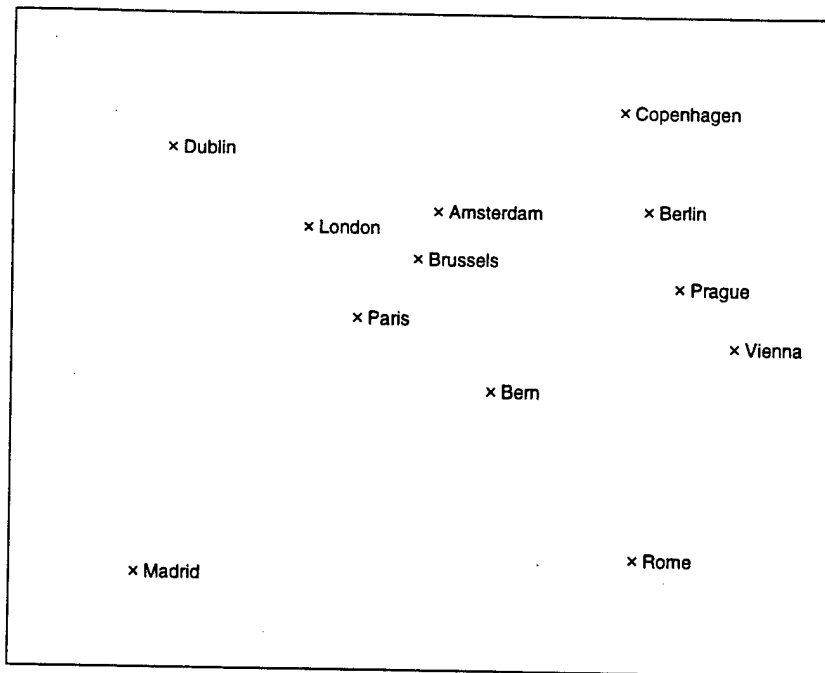 × Copenhagen
× Dublin
× Amsterdam
× Berlin
× London
× Brussels
× Prague
× Paris
× Vienna
× Bern
× Rome
× Madrid